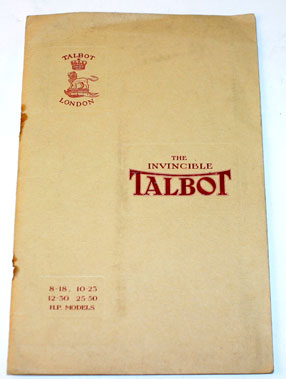 TALBOT
LONDON
THE
INVINCIBLE
TALBOT
8-18, 10-23
12-30 25-50
H.P. MODELS